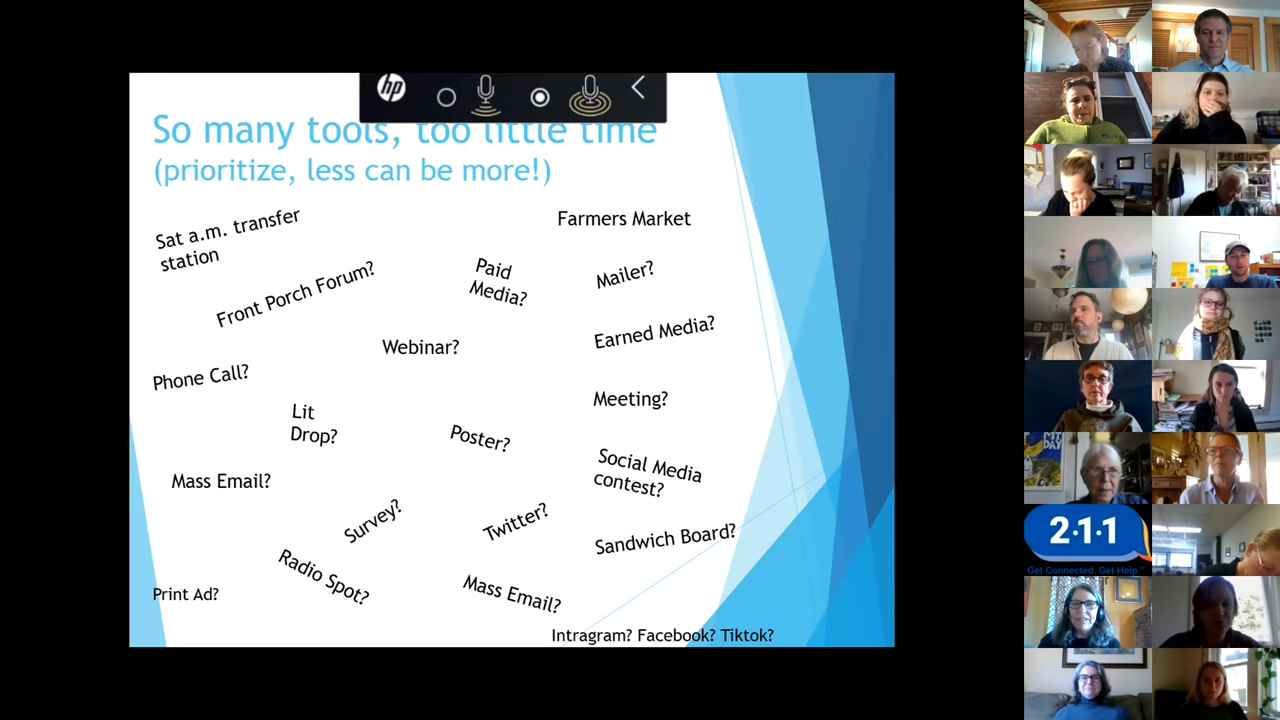 hp
So many tools, too little time
(prioritize, less can be more!)
Sat a.m. transfer
station
Farmers Market
Front Porch Forum?
Paid
Media?
Mailer?
Earned Media?
Webinar?
Phone Call?
Meeting?
Lit
Drop?
Poster?
Social Media
contest?
Mass Email?
Survey?
Twitter?
Sandwich Board?
Radio Spot?
Mass Email?
Print Ad?
Intragram? Facebook? Tiktok?
MY
DAY
2·1·1
Get Connected. Get Help.™